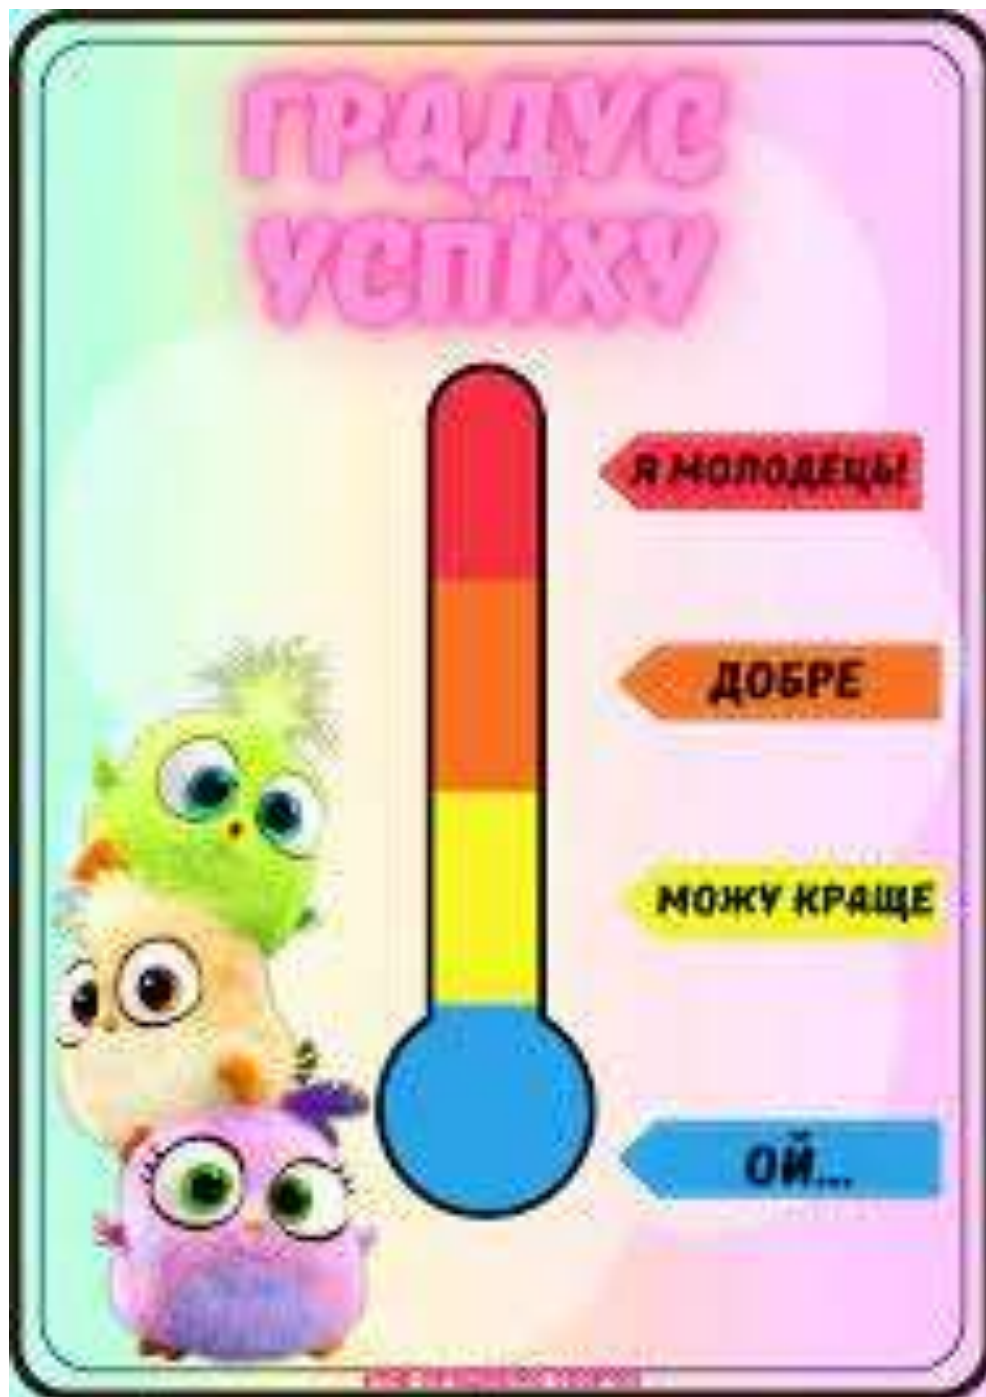 ГРАДУС
УСПІХУ
Я МОЛОДЕЦЬ!
ДОБРЕ
МОЖУ КРАЩЕ
ОЙ...